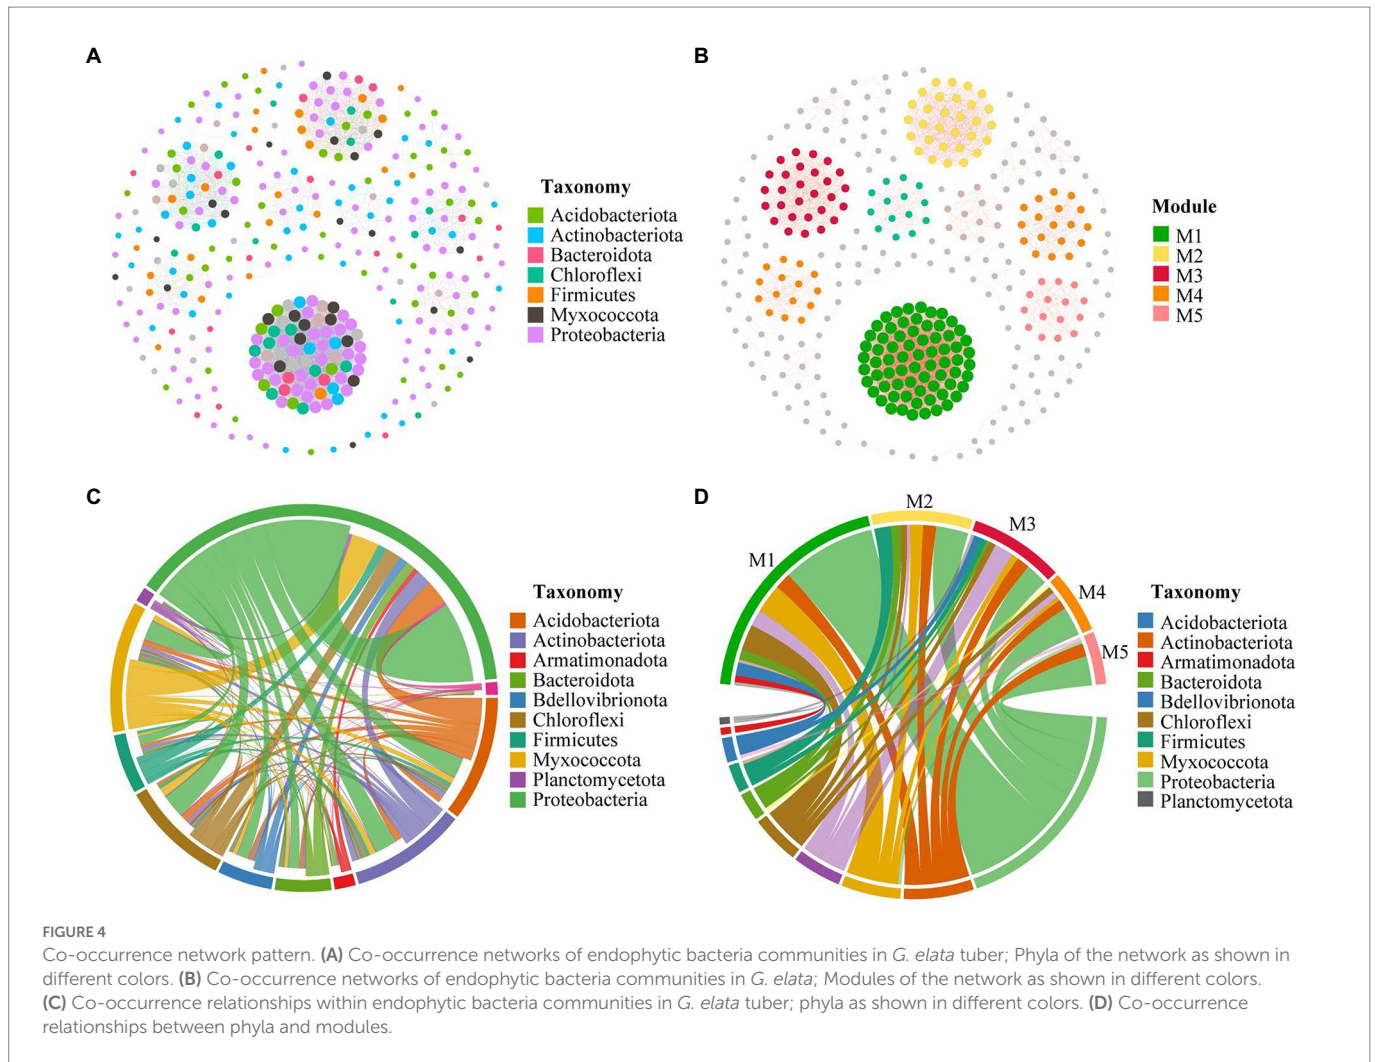 A
B
Taxonomy
Acidobacteriota
Actinobacteriota
Bacteroidota
Chloroflexi
Firmicutes
Myxococcota
Proteobacteria
Module
M1
M2
M3
M4
M5
C
D
Taxonomy
Acidobacteriota
Actinobacteriota
Armatimonadota
Bacteroidota
Bdellovibrionota
Chloroflexi
Firmicutes
Myxococcota
Planctomycetota
Proteobacteria
M1
M2
M3
M4
M5
Taxonomy
Acidobacteriota
Actinobacteriota
Armatimonadota
Bacteroidota
Bdellovibrionota
Chloroflexi
Firmicutes
Myxococcota
Proteobacteria
Planctomycetota
FIGURE 4
Co-occurrence network pattern. (A) Co-occurrence networks of endophytic bacteria communities in G. elata tuber; Phyla of the network as shown in
different colors. (B) Co-occurrence networks of endophytic bacteria communities in G. elata; Modules of the network as shown in different colors.
(C) Co-occurrence relationships within endophytic bacteria communities in G. elata tuber; phyla as shown in different colors. (D) Co-occurrence
relationships between phyla and modules.